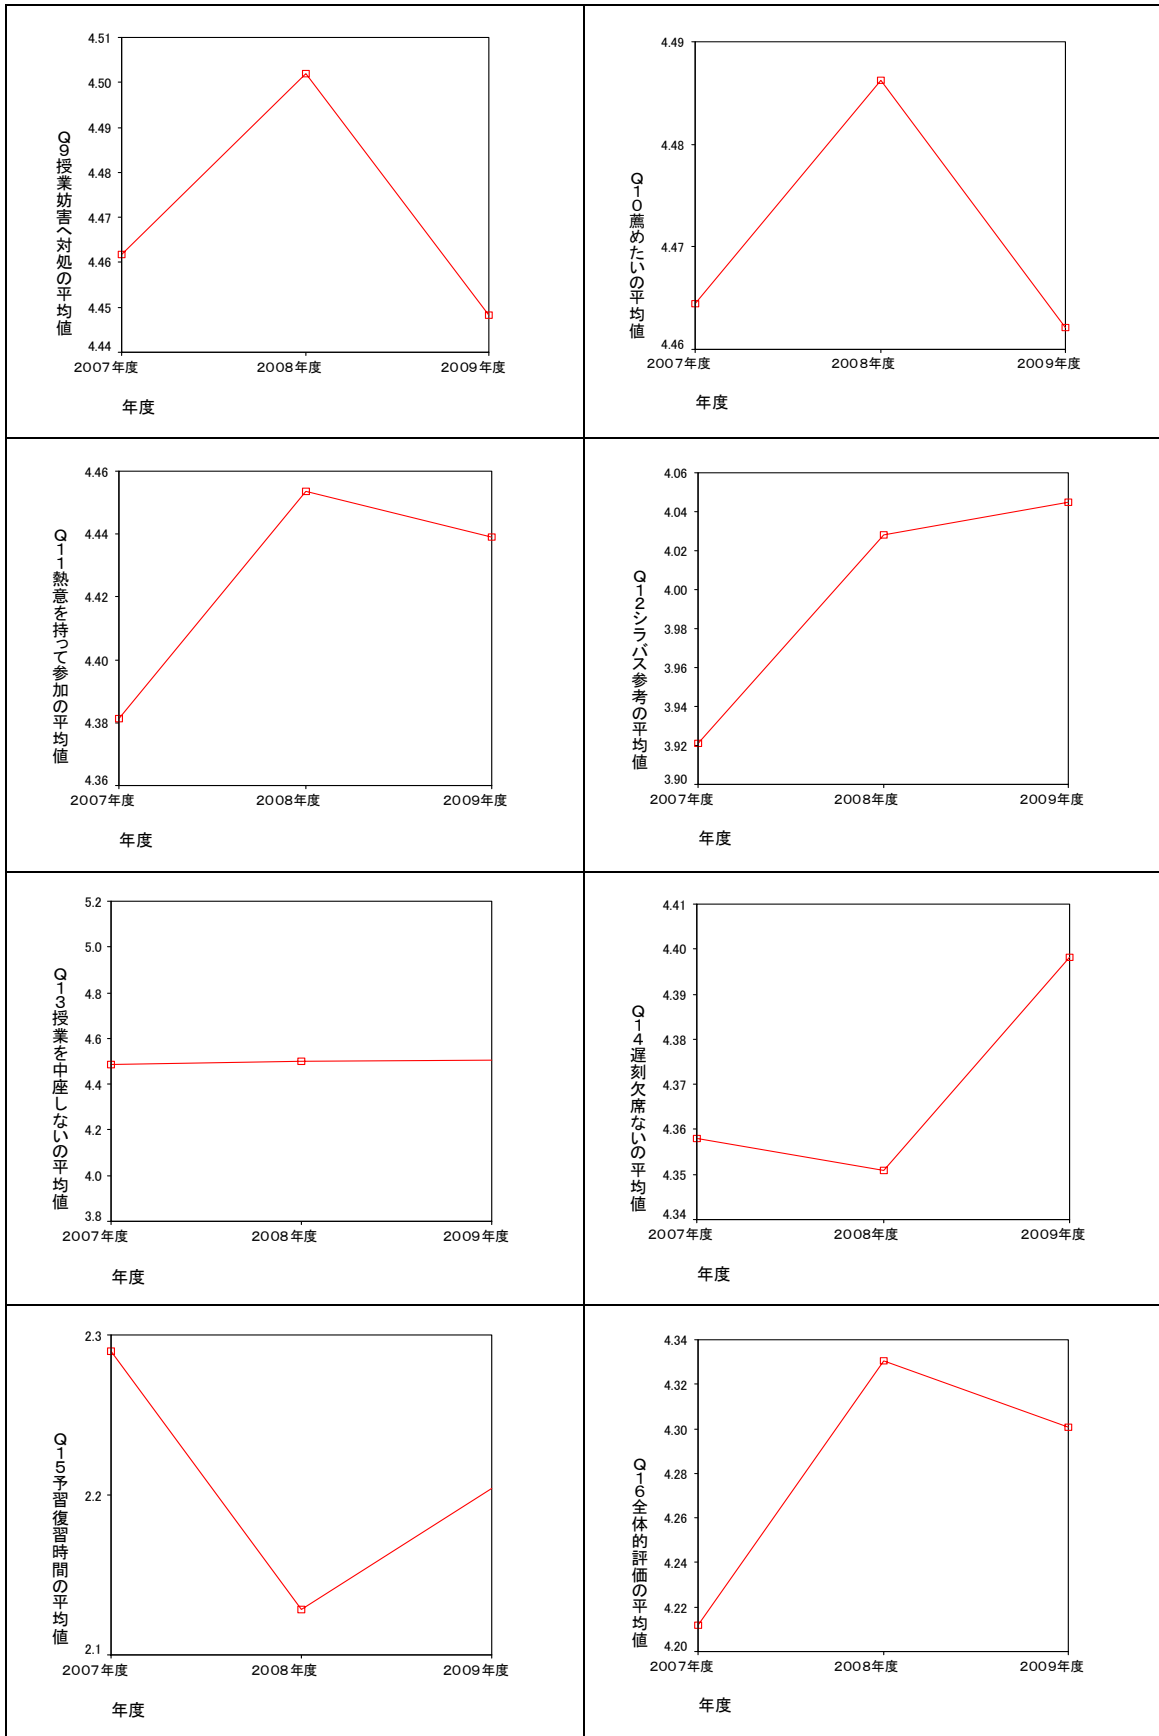 Q9授業妨害へ対処の平均値
4.51
4.50
4.49
4.48
4.47
4.46
4.45
4.44
2007年度
2008年度
2009年度
年度
Q10薦めたいの平均値
4.49
4.48
4.47
4.46
2007年度
2008年度
2009年度
年度
Q11熱意を持って参加の平均値
4.46
4.44
4.42
4.40
4.38
4.36
2007年度
2008年度
2009年度
年度
Q12シラバス参考の平均値
4.06
4.04
4.02
4.00
3.98
3.96
3.94
3.92
3.90
2007年度
2008年度
2009年度
年度
Q13授業を中座しないの平均値
5.2
5.0
4.8
4.6
4.4
4.2
4.0
3.8
2007年度
2008年度
2009年度
年度
Q14遅刻欠席ないの平均値
4.41
4.40
4.39
4.38
4.37
4.36
4.35
4.34
2007年度
2008年度
2009年度
年度
Q15予習復習時間の平均値
2.3
2.2
2.1
2007年度
2008年度
2009年度
年度
Q16全体的評価の平均値
4.34
4.32
4.30
4.28
4.26
4.24
4.22
4.20
2007年度
2008年度
2009年度
年度